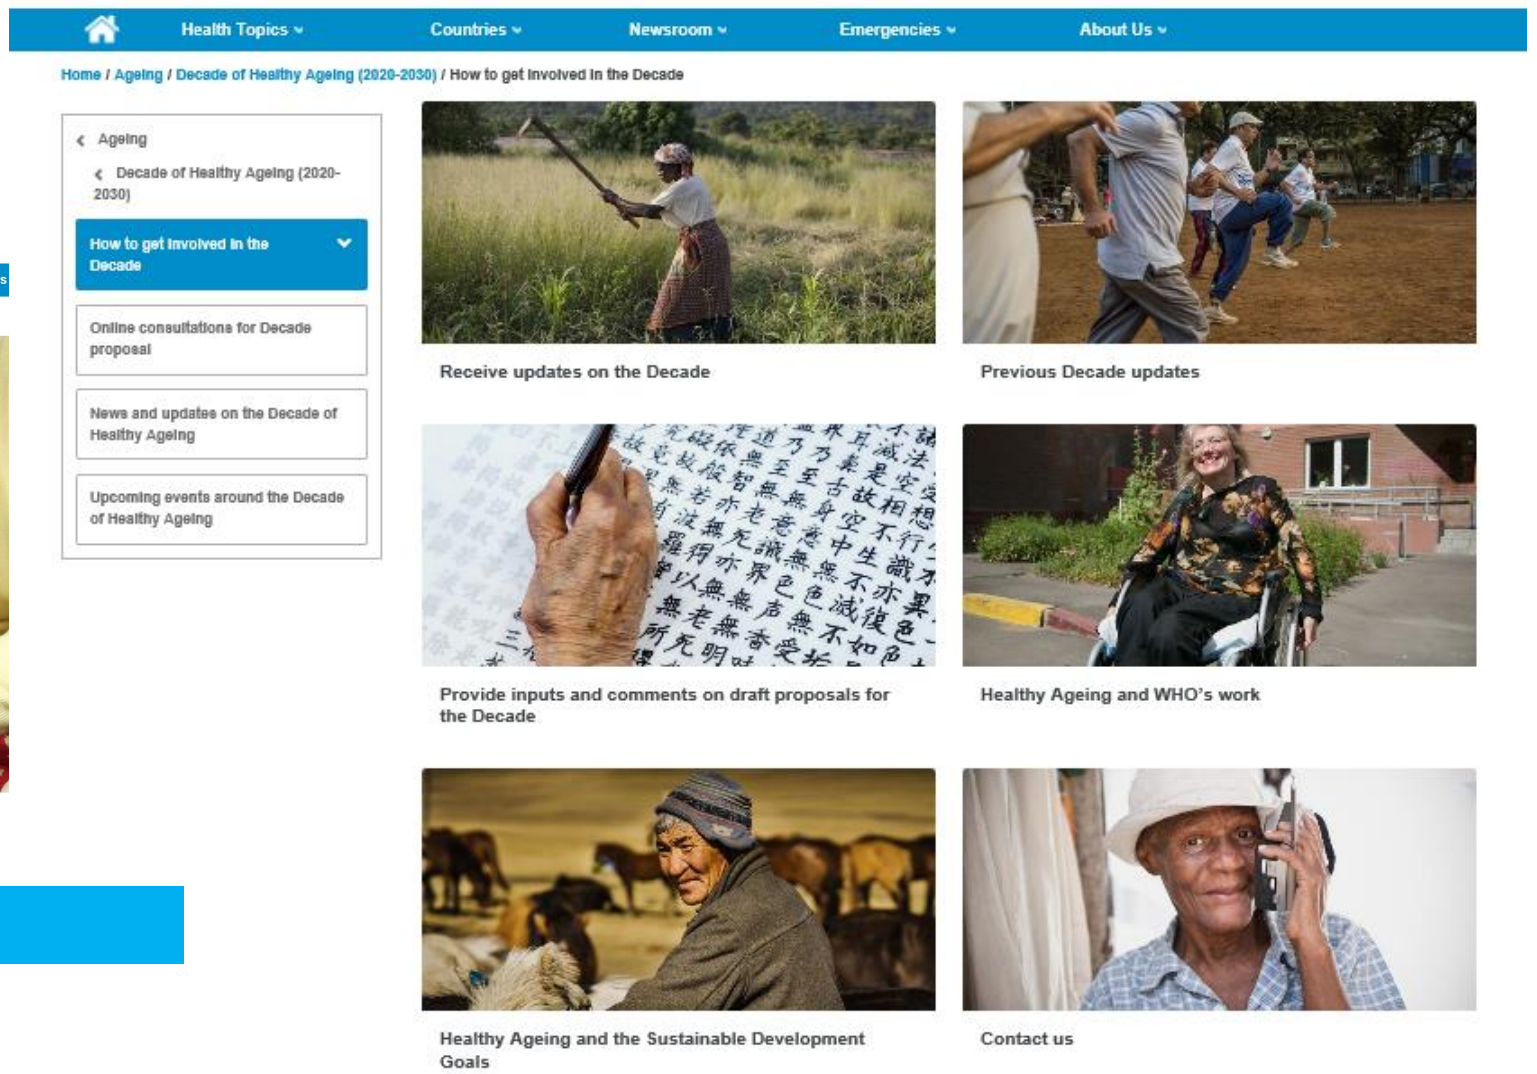 Health Topics
Countries
Newsroom
Emergencies
About Us
Home / Ageing / Decade of Healthy Ageing (2020-2030) / How to get involved in the Decade
Ageing
Decade of Healthy Ageing (2020-
2030)
How to get involved in the
Decade
Online consultations for Decade
proposal
News and updates on the Decade of
Healthy Ageing
Upcoming events around the Decade
of Healthy Ageing
s
Receive updates on the Decade
Previous Decade updates
Provide inputs and comments on draft proposals for
the Decade
Healthy Ageing and WHO's work
Healthy Ageing and the Sustainable Development
Goals
Contact us